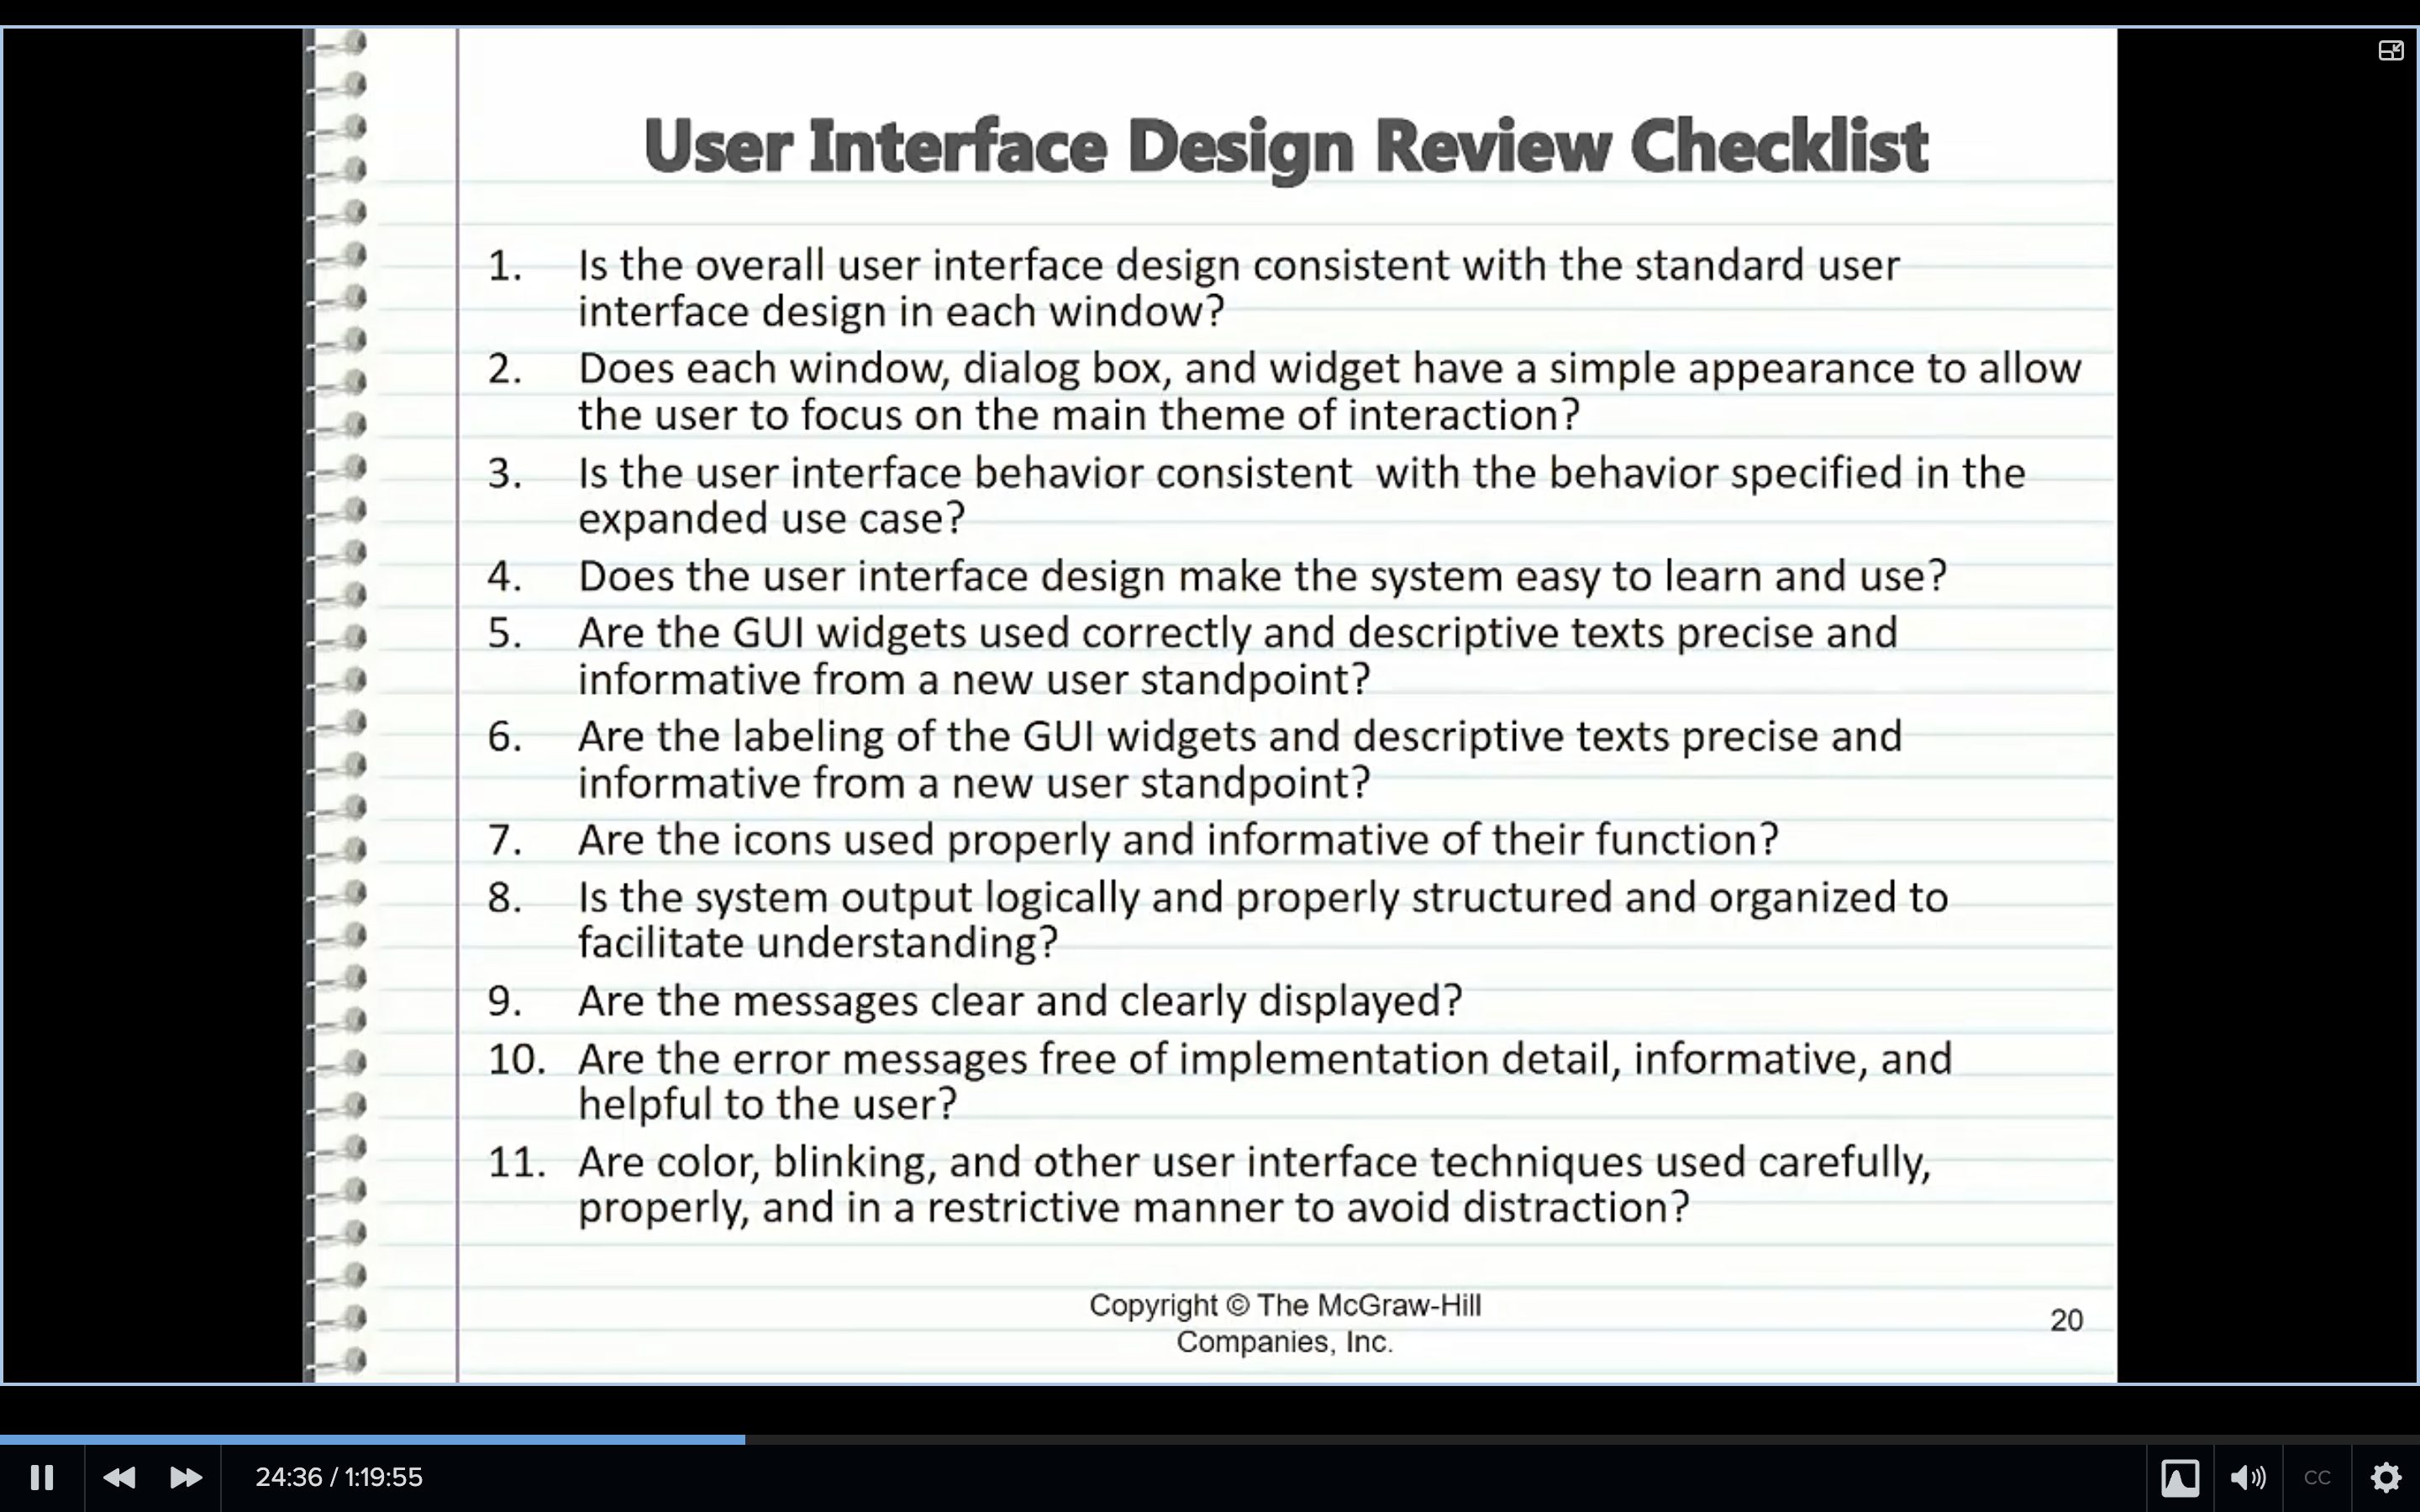 User Interface Design Review Checklist
1. Is the overall user interface design consistent with the standard user
interface design in each window?
2. Does each window, dialog box, and widget have a simple appearance to allow
the user to focus on the main theme of interaction?
3. Is the user interface behavior consistent  with the behavior specified in the
expanded use case?
4. Does the user interface design make the system easy to learn and use?
5. Are the GUI widgets used correctly and descriptive texts precise and
informative from a new user standpoint?
6. Are the labeling of the GUI widgets and descriptive texts precise and
informative from a new user standpoint?
7. Are the icons used properly and informative of their function?
8. Is the system output logically and properly structured and organized to
facilitate understanding?
9. Are the messages clear and clearly displayed?
10. Are the error messages free of implementation detail, informative, and
helpful to the user?
11. Are color, blinking, and other user interface techniques used carefully,
properly, and in a restrictive manner to avoid distraction?
Copyright © The McGraw-Hill
Companies, Inc.
20
24:36 / 1:19:55
CC